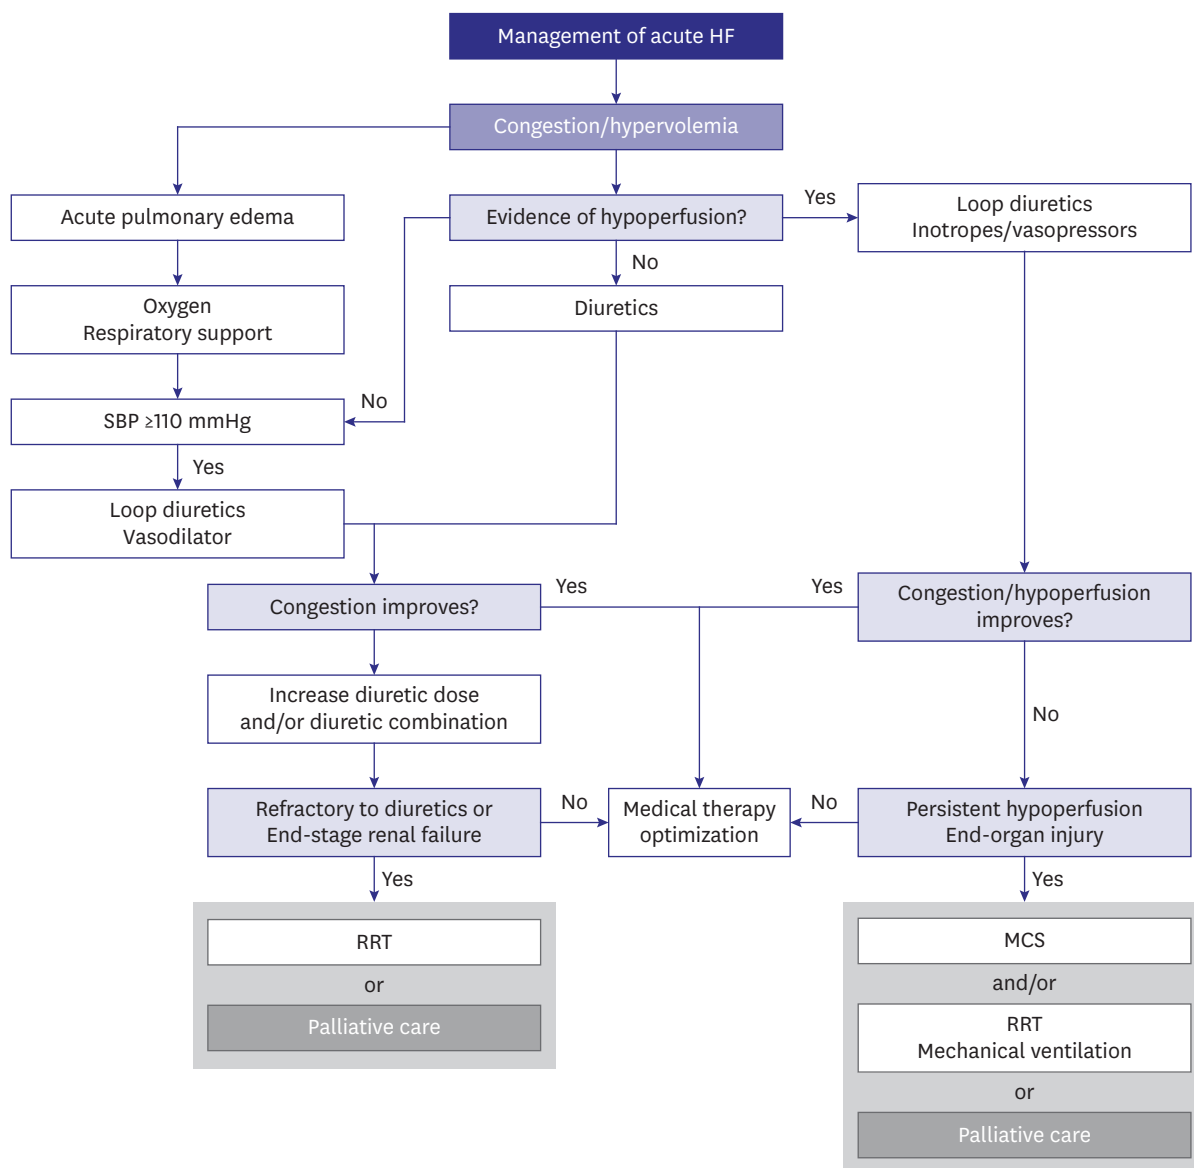 Management of acute HF
Congestion/hypervolemia
Acute pulmonary edema
Evidence of hypoperfusion?
Yes
Loop diuretics
Inotropes/vasopressors
No
Oxygen
Respiratory support
Diuretics
No
SBP ≥110 mmHg
Yes
Loop diuretics
Vasodilator
Congestion improves?
Yes
Yes
Congestion/hypoperfusion
improves?
Increase diuretic dose
and/or diuretic combination
No
Refractory to diuretics or
End-stage renal failure
No
Medical therapy
optimization
No
Persistent hypoperfusion
End-organ injury
Yes
Yes
RRT
or
Palliative care
MCS
and/or
RRT
Mechanical ventilation
or
Palliative care